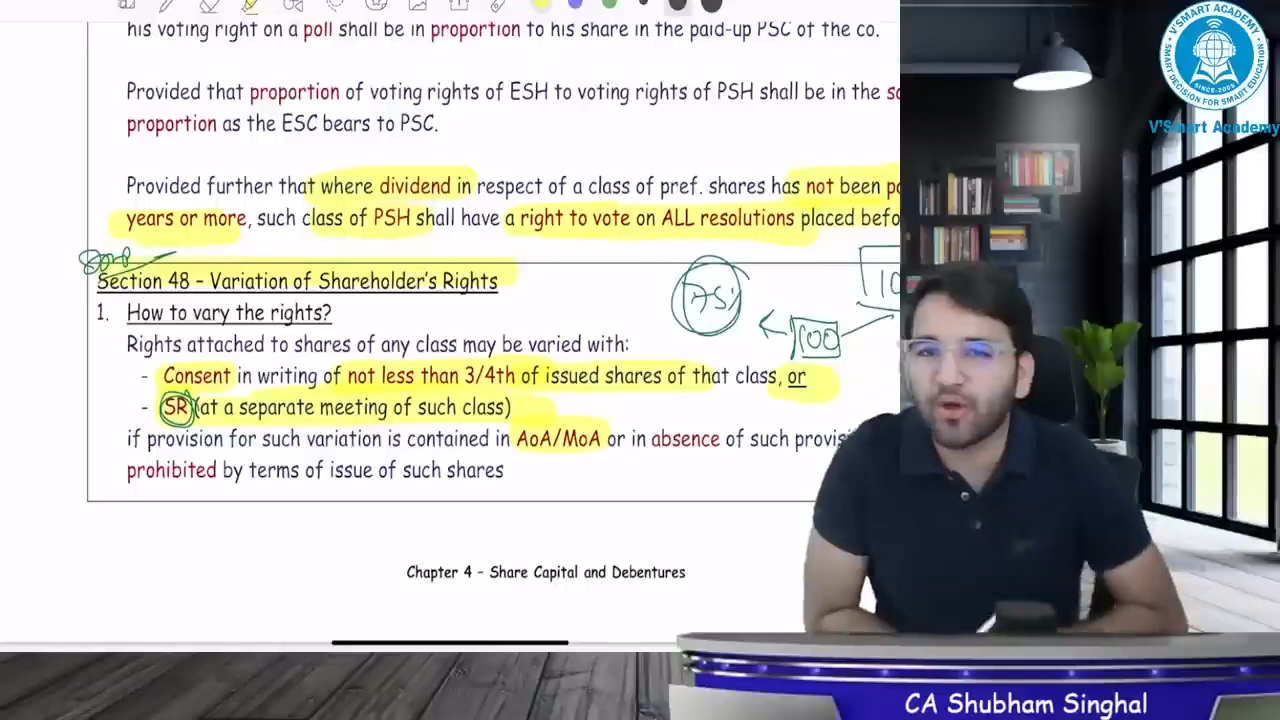 his voting right on a poll shall be in proportion to his share in the paid-up PSC of the co.
Provided that proportion of voting rights of ESH to voting rights of PSH shall be in the
proportion as the ESC bears to PSC.
Provided further that where dividend in respect of a class of pref. shares has not been
years or more, such class of PSH shall have a right to vote on ALL resolutions placed
Section 48 – Variation of Shareholder's Rights
75%
10
100
1. How to vary the rights?
Rights attached to shares of any class may be varied with:
- Consent in writing of not less than 3/4th of issued shares of that class, or
- SR (at a separate meeting of such class)
if provision for such variation is contained in AoA/MoA or in absence of such
prohibited by terms of issue of such shares
Chapter 4 – Share Capital and Debentures
V'SMART ACADEMY
SINCE-2005
SMART DECISION FOR SMART EDUCATION
V'Smart Academy
CA Shubham Singhal